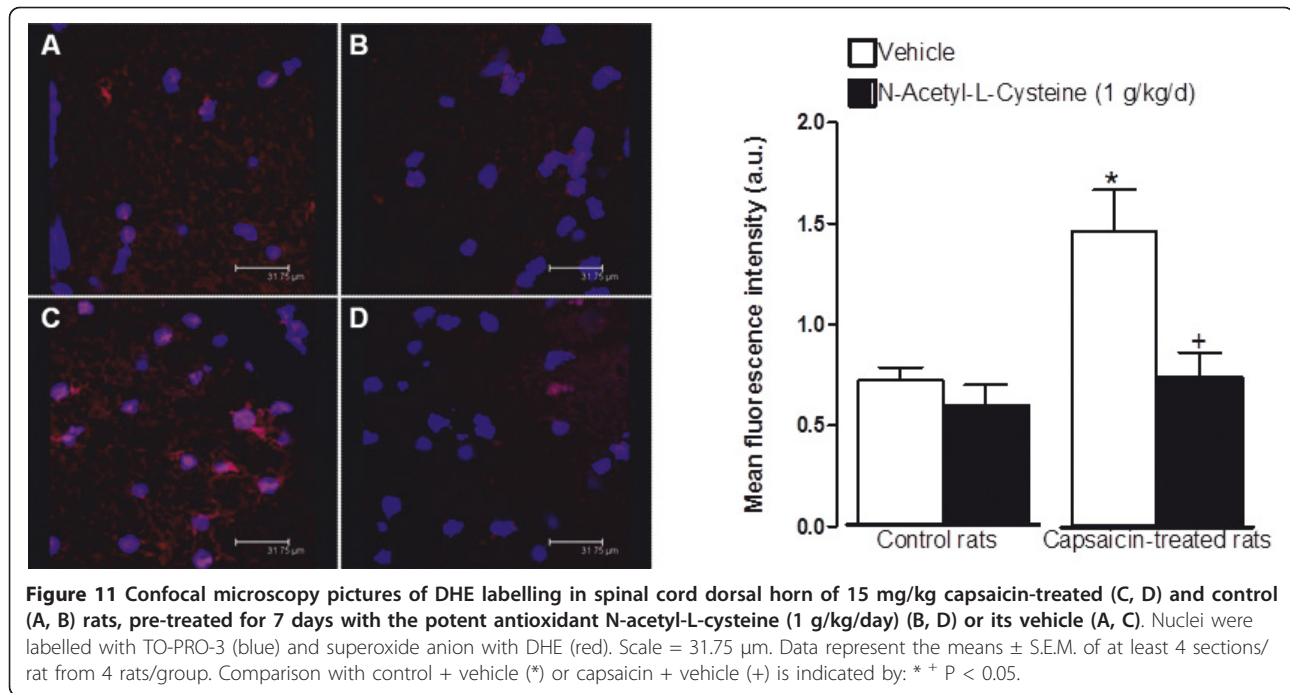 A
B
31.75 µm
31.75 µm
C
D
31.75 µm
31.75 µm
Vehicle
N-Acetyl-L-Cysteine (1 g/kg/d)
Mean fluorescence intensity (a.u.)
2.0
1.5
1.0
0.5
0.0
*
+
Control rats
Capsaicin-treated rats
Figure 11 Confocal microscopy pictures of DHE labelling in spinal cord dorsal horn of 15 mg/kg capsaicin-treated (C, D) and control
(A, B) rats, pre-treated for 7 days with the potent antioxidant N-acetyl-L-cysteine (1 g/kg/day) (B, D) or its vehicle (A, C). Nuclei were
labelled with TO-PRO-3 (blue) and superoxide anion with DHE (red). Scale = 31.75 μm. Data represent the means ± S.E.M. of at least 4 sections/
rat from 4 rats/group. Comparison with control + vehicle (*) or capsaicin + vehicle (+) is indicated by: * + P < 0.05.